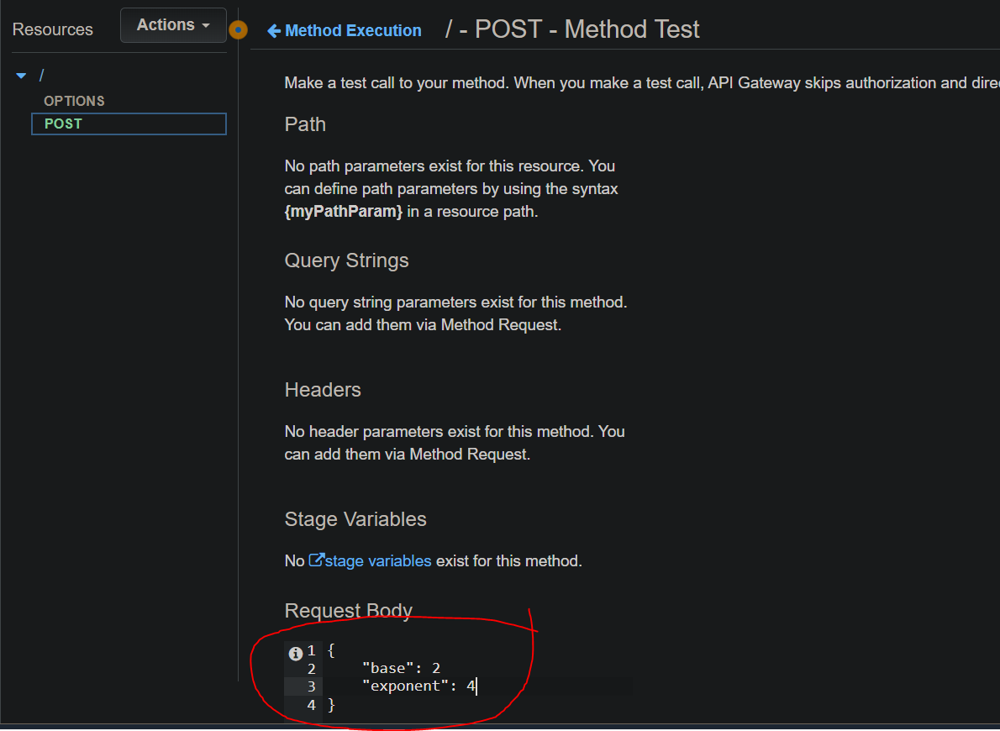 Resources
Actions
Method Execution
/ - POST - Method Test
/
OPTIONS
POST
Make a test call to your method. When you make a test call, API Gateway skips authorization and
Path
No path parameters exist for this resource. You
can define path parameters by using the syntax
{myPathParam} in a resource path.
Query Strings
No query string parameters exist for this method.
You can add them via Method Request.
Headers
No header parameters exist for this method. You
can add them via Method Request.
Stage Variables
No stage variables exist for this method.
Request Body
1 {
2 "base": 2
3 "exponent": 4
4 }